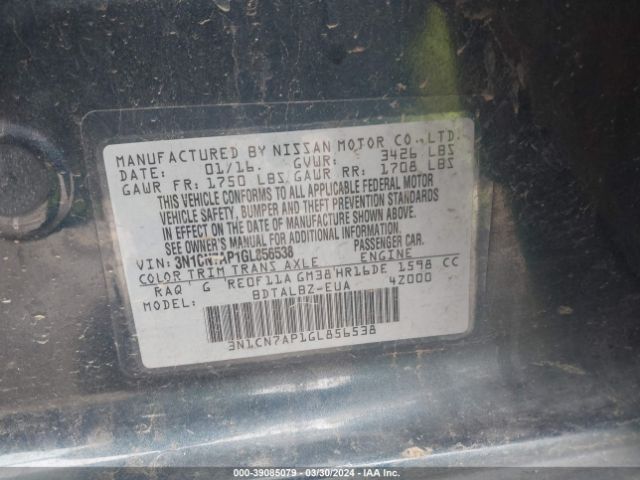 MANUFACTURED BY NISSAN MOTOR CO., LTD.
DATE: 01/16. GVWR: 3426 LBS
GAWR FR: 1750 LBS. GAWR RR: 1708 LBS
THIS VEHICLE CONFORMS TO ALL APPLICABLE FEDERAL MOTOR
VEHICLE SAFETY, BUMPER AND THEFT PREVENTION STANDARDS
IN EFFECT ON THE DATE OF MANUFACTURE SHOWN ABOVE.
SEE OWNER'S MANUAL FOR ADDITIONAL INFORMATION.
VIN: 3N1CN7AP1GL856538 PASSENGER CAR.
COLOR TRIM TRANS AXLE ENGINE
RAQ G RE0F11A GM38 HR16DE 1598 CC
MODEL: BDTALBZ-EUA 42000
3N1CN7AP1GL856538
000-39085079 - 03/30/2024 - IAA Inc.